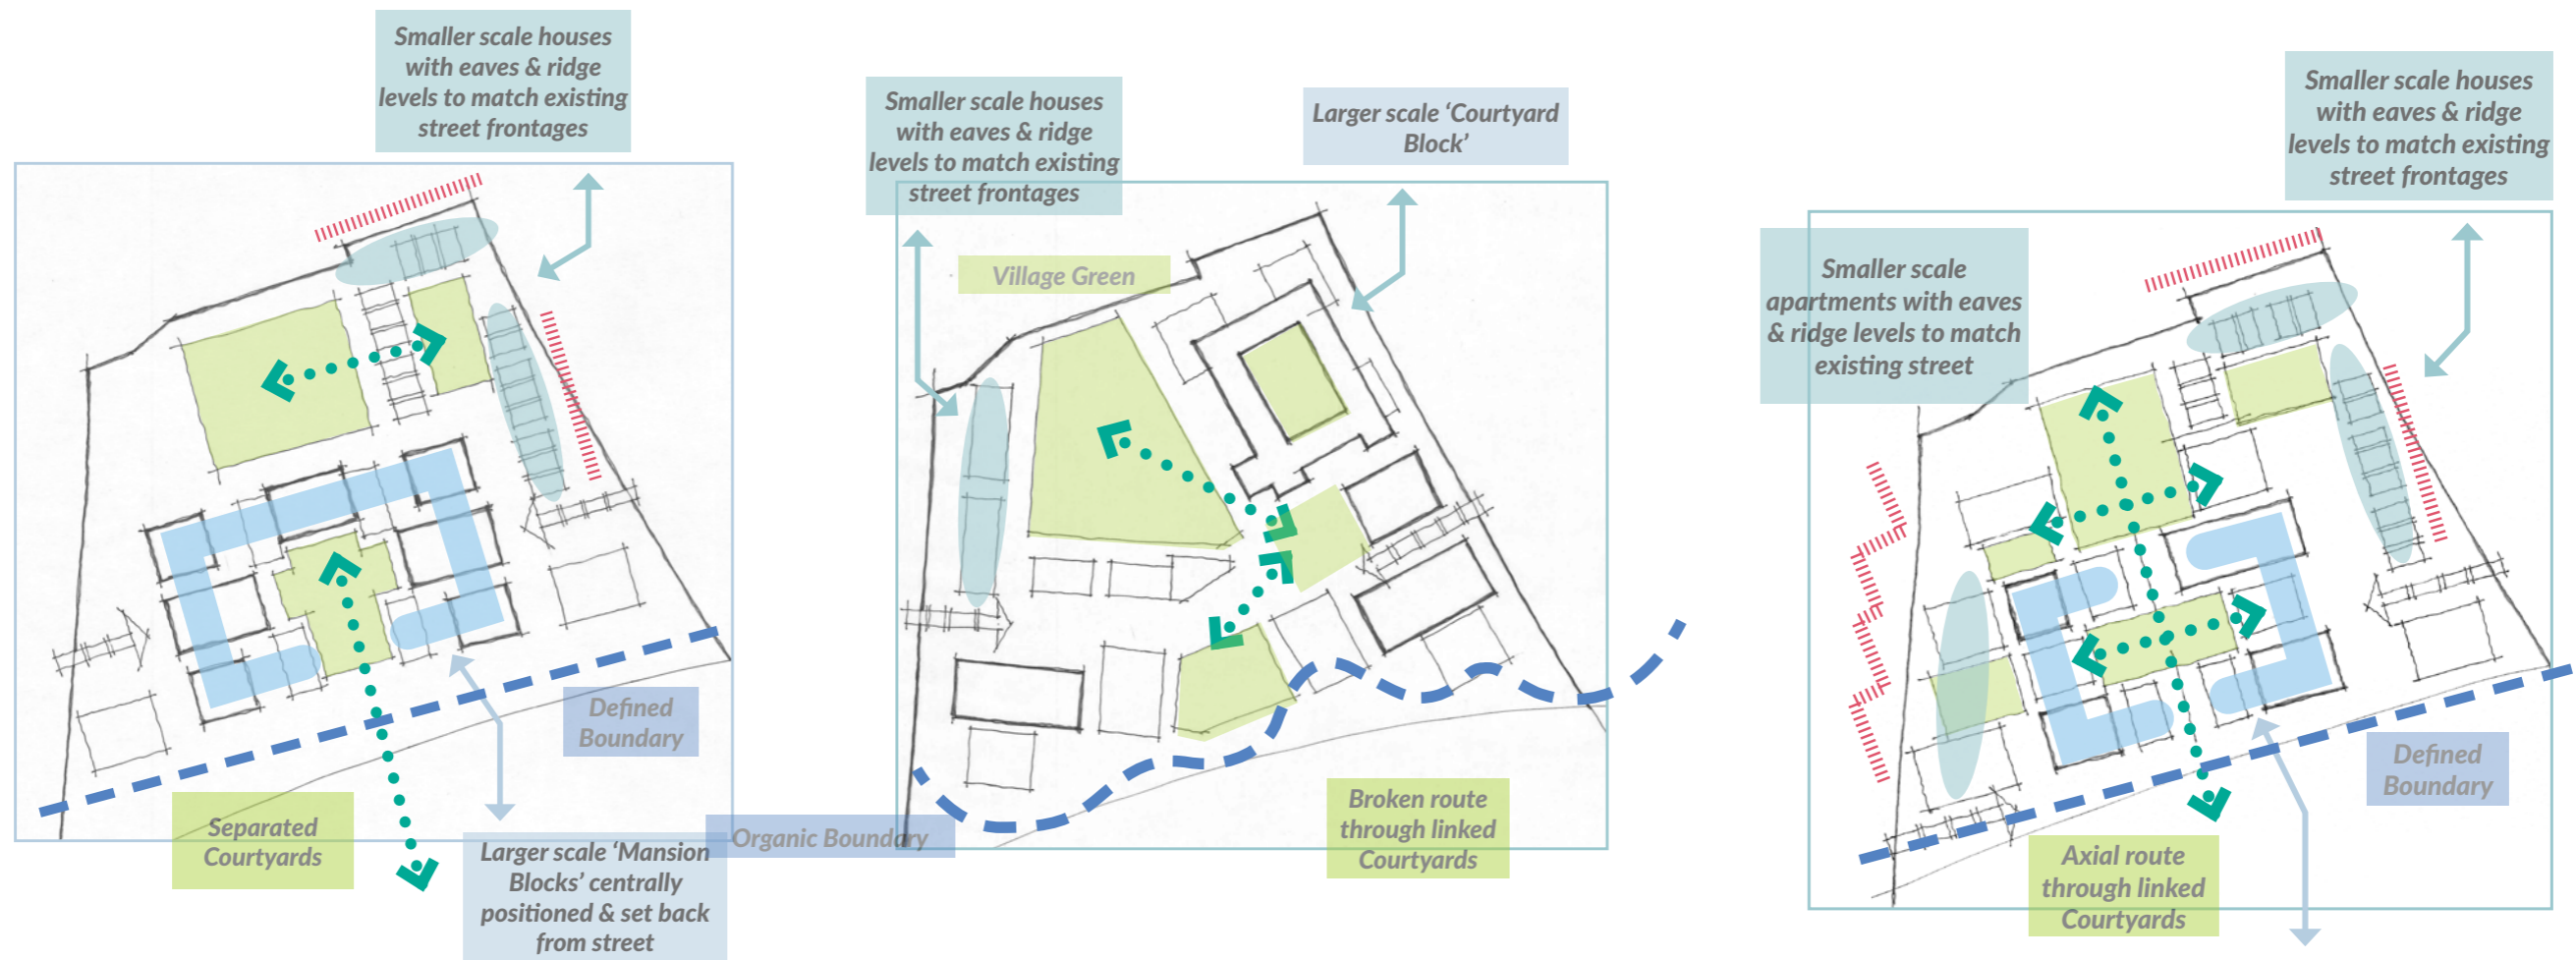 Smaller scale houses
with eaves & ridge
levels to match existing
street frontages
Defined
Boundary
Separated
Courtyards
Larger scale ‘Mansion
Blocks’ centrally
positioned & set back
from street
Smaller scale houses
with eaves & ridge
levels to match existing
street frontages
Larger scale ‘Courtyard
Block’
Village Green
Organic Boundary
Broken route
through linked
Courtyards
Smaller scale houses
with eaves & ridge
levels to match existing
street frontages
Smaller scale
apartments with eaves
& ridge levels to match
existing street
Defined
Boundary
Axial route
through linked
Courtyards